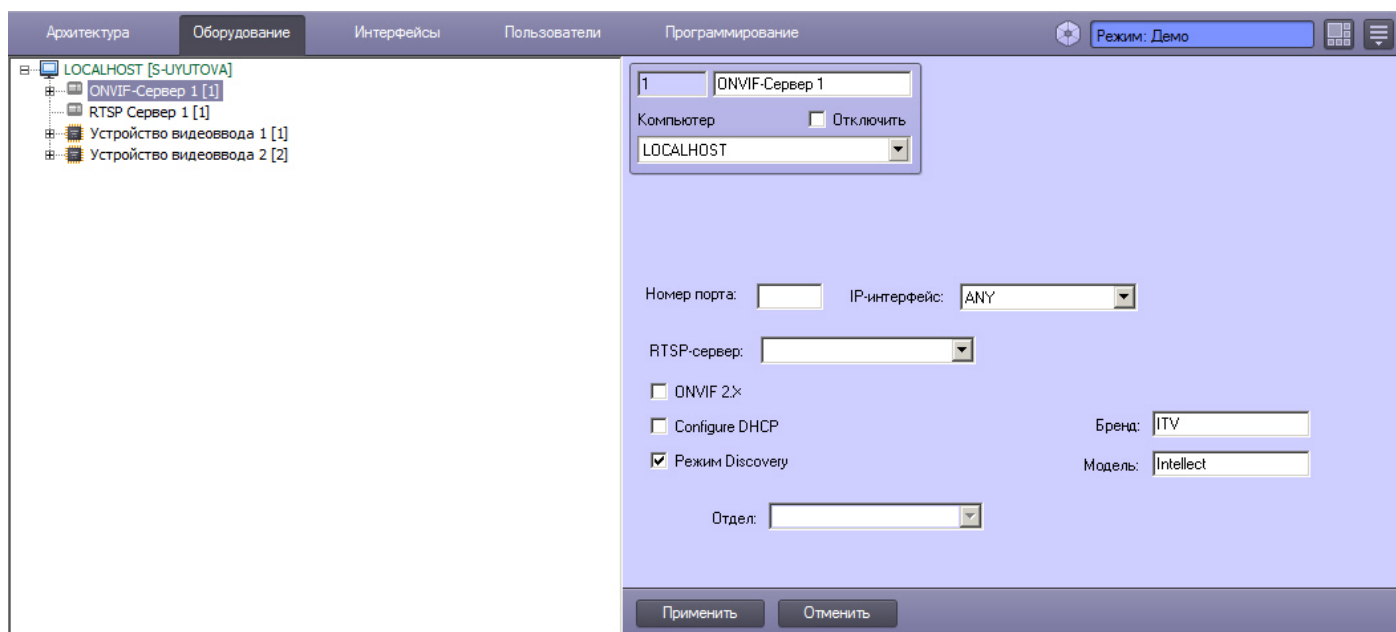 Архитектура Оборудование Интерфейсы Пользователи Программирование Режим: Демо
LOCALHOST [S-UYUTOVA]
ONVIF-Сервер 1 [1]
RTSP Сервер 1 [1]
Устройство видеоввода 1 [1]
Устройство видеоввода 2 [2]
1 ONVIF-Сервер 1
Компьютер Отключить
LOCALHOST
Номер порта: IP-интерфейс: ANY
RTSP-сервер:
ONVIF 2.X
Configure DHCP Бренд: ITV
Режим Discovery Модель: Intellect
Отдел:
Применить Отменить